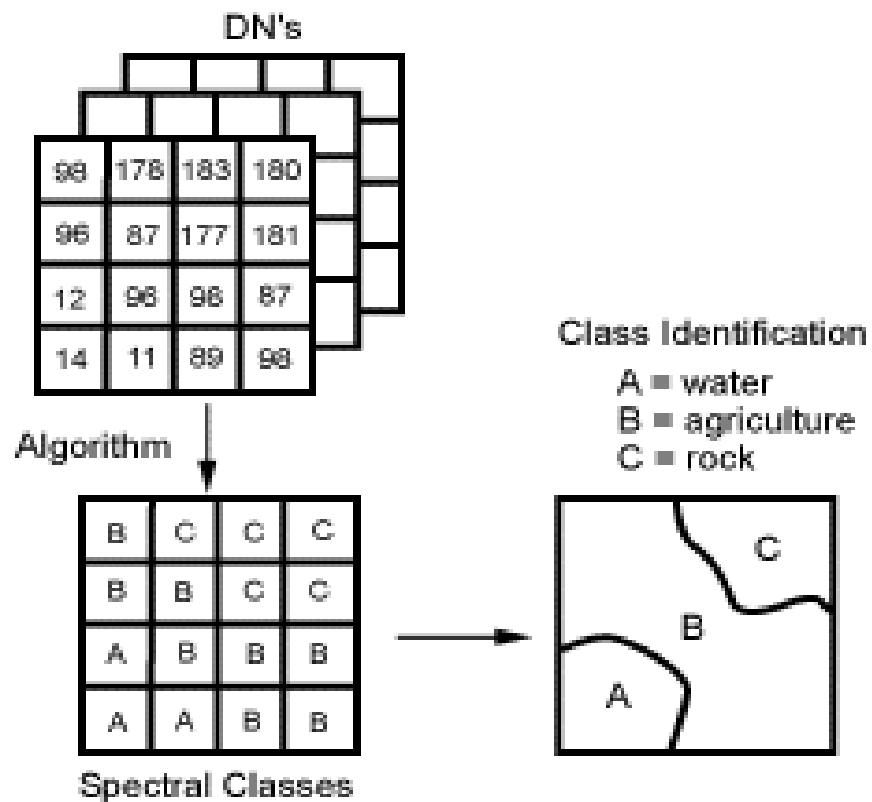 DN's
98 178 183 180
96 87 177 181
12 96 98 87
14 11 89 98
Algorithm
B C C C
B B C C
A B B B
A A B B
Spectral Classes
Class Identification
A = water
B = agriculture
C = rock
C
B
A